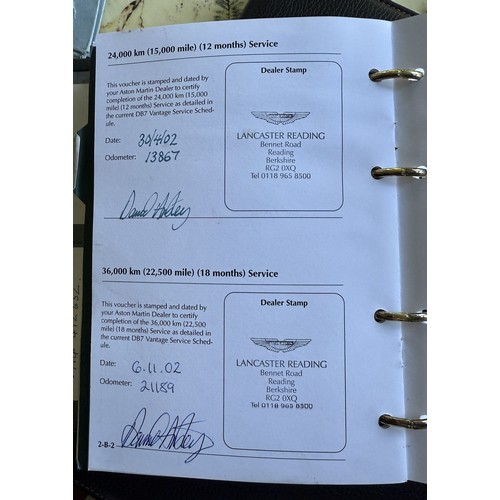 24,000 km (15,000 mile) (12 months) Service
This voucher is stamped and dated by
your Aston Martin Dealer to certify
completion of the 24,000 km (15,000
mile) (12 months) Service as detailed in
the current DB7 Vantage Service Sched-
ule.
Date: 30/4/02
Odometer: 13867
Dealer Stamp
LANCASTER READING
Bennet Road
Reading
Berkshire
RG2 0XQ
Tel 0118 965 8500
36,000 km (22,500 mile) (18 months) Service
This voucher is stamped and dated by
your Aston Martin Dealer to certify
completion of the 36,000 km (22,500
mile) (18 months) Service as detailed in
the current DB7 Vantage Service Sched-
ule.
Date: 6.11.02
Odometer: 21189
Dealer Stamp
LANCASTER READING
Bennet Road
Reading
Berkshire
RG2 0XQ
Tel 0118 965 8500
2-B-2